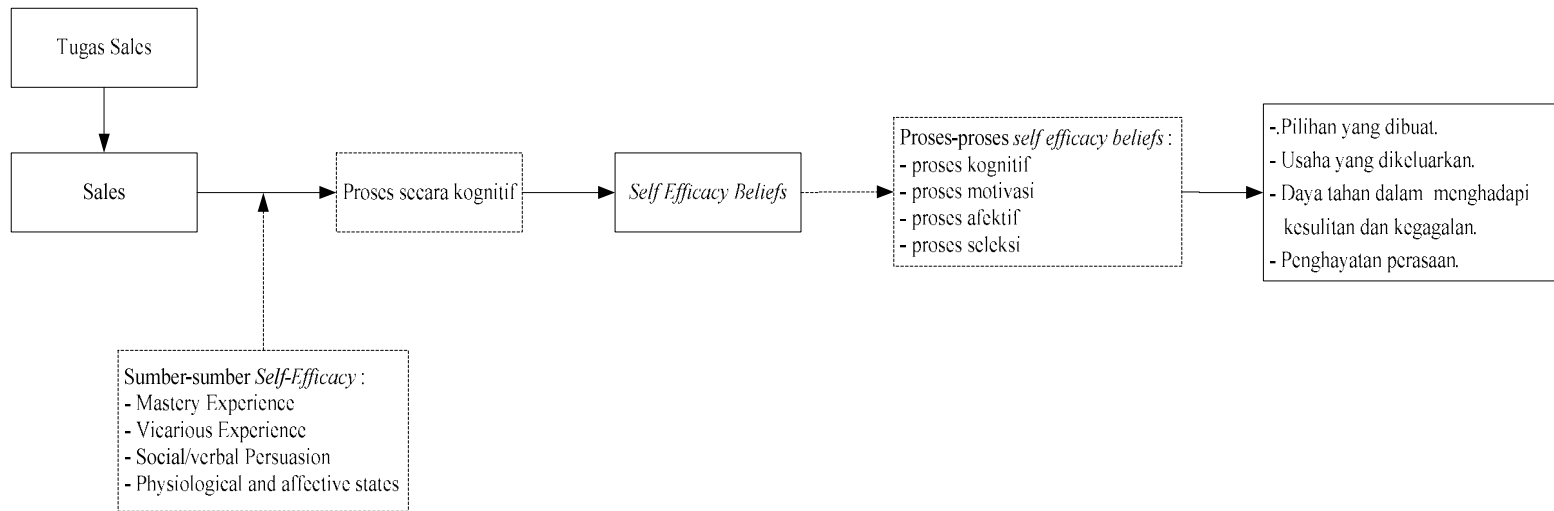 Tugas Sales
Sales
Proses secara kognitif
Self Efficacy Beliefs
Proses-proses self efficacy beliefs :
- proses kognitif
- proses motivasi
- proses afektif
- proses seleksi
-.Pilihan yang dibuat.
- Usaha yang dikeluarkan.
- Daya tahan dalam menghadapi
kesulitan dan kegagalan.
- Penghayatan perasaan.
Sumber-sumber Self-Efficacy :
- Mastery Experience
- Vicarious Experience
- Social/verbal Persuasion
- Physiological and affective states